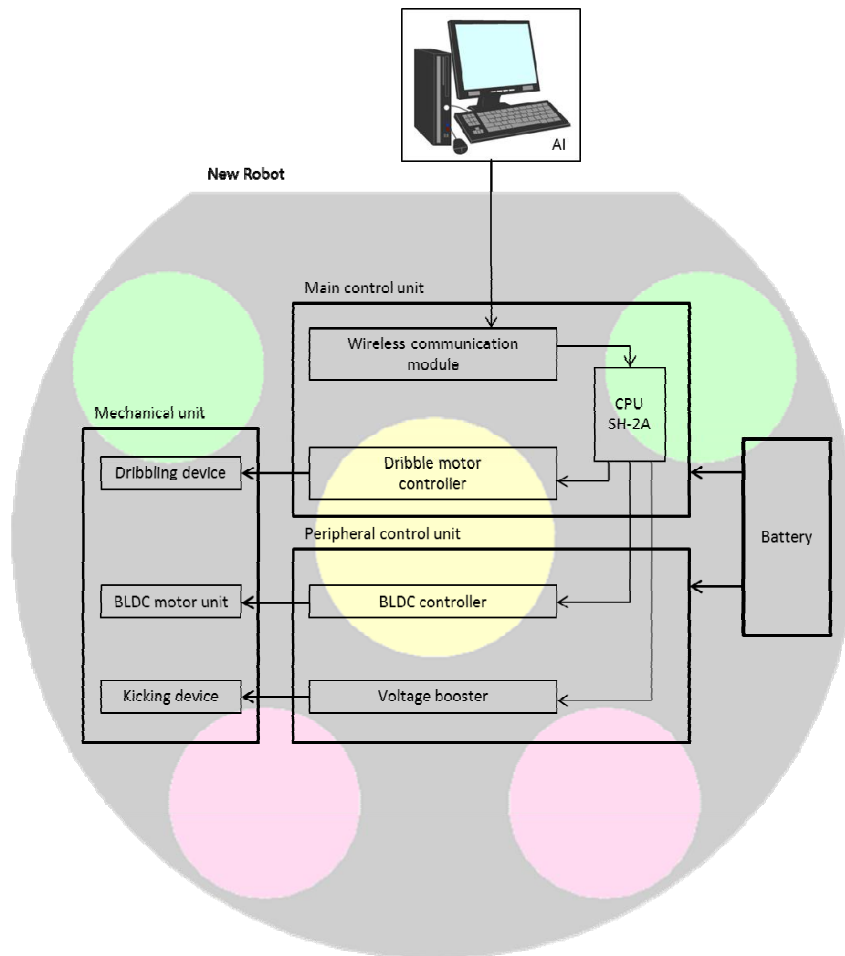 AI
New Robot
Main control unit
Wireless communication
module
CPU
SH-2A
Mechanical unit
Dribbling device
Dribble motor
controller
Peripheral control unit
Battery
BLDC motor unit
BLDC controller
Kicking device
Voltage booster